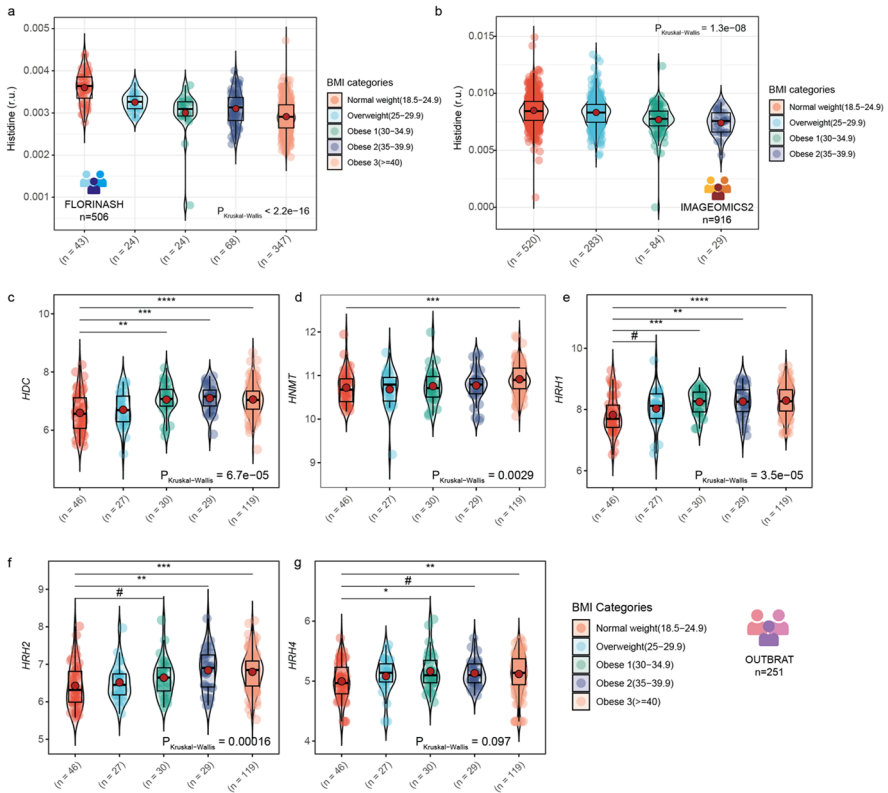 a
0.005
0.004
0.003
0.002
0.001
Histidine (r.u.)
FLORINASH
n=506
P Kruskal−Wallis < 2.2e−16
(n = 43)
(n = 24)
(n = 24)
(n = 68)
(n = 347)
BMI categories
Normal weight(18.5−24.9)
Overweight(25−29.9)
Obese 1(30−34.9)
Obese 2(35−39.9)
Obese 3(>=40)
b
P Kruskal−Wallis = 1.3e−08
0.015
0.010
0.005
0.000
Histidine (r.u.)
IMAGEOMICS2
n=916
(n = 520)
(n = 283)
(n = 84)
(n = 29)
BMI categories
Normal weight(18.5−24.9)
Overweight(25−29.9)
Obese 1(30−34.9)
Obese 2(35−39.9)
c
****
***
**
10
8
6
HDC
P Kruskal−Wallis = 6.7e−05
(n = 46)
(n = 27)
(n = 30)
(n = 29)
(n = 119)
d
***
12
11
10
9
HNMT
P Kruskal−Wallis = 0.0029
(n = 46)
(n = 27)
(n = 30)
(n = 29)
(n = 119)
e
****
**
***
#
10
8
6
HRH1
P Kruskal−Wallis = 3.5e−05
(n = 46)
(n = 27)
(n = 30)
(n = 29)
(n = 119)
f
***
**
#
9
8
7
6
5
HRH2
P Kruskal−Wallis = 0.00016
(n = 46)
(n = 27)
(n = 30)
(n = 29)
(n = 119)
g
**
#
*
6
5
4
HRH4
P Kruskal−Wallis = 0.097
(n = 46)
(n = 27)
(n = 30)
(n = 29)
(n = 119)
BMI Categories
Normal weight(18.5−24.9)
Overweight(25−29.9)
Obese 1(30−34.9)
Obese 2(35−39.9)
Obese 3(>=40)
OUTBRAT
n=251